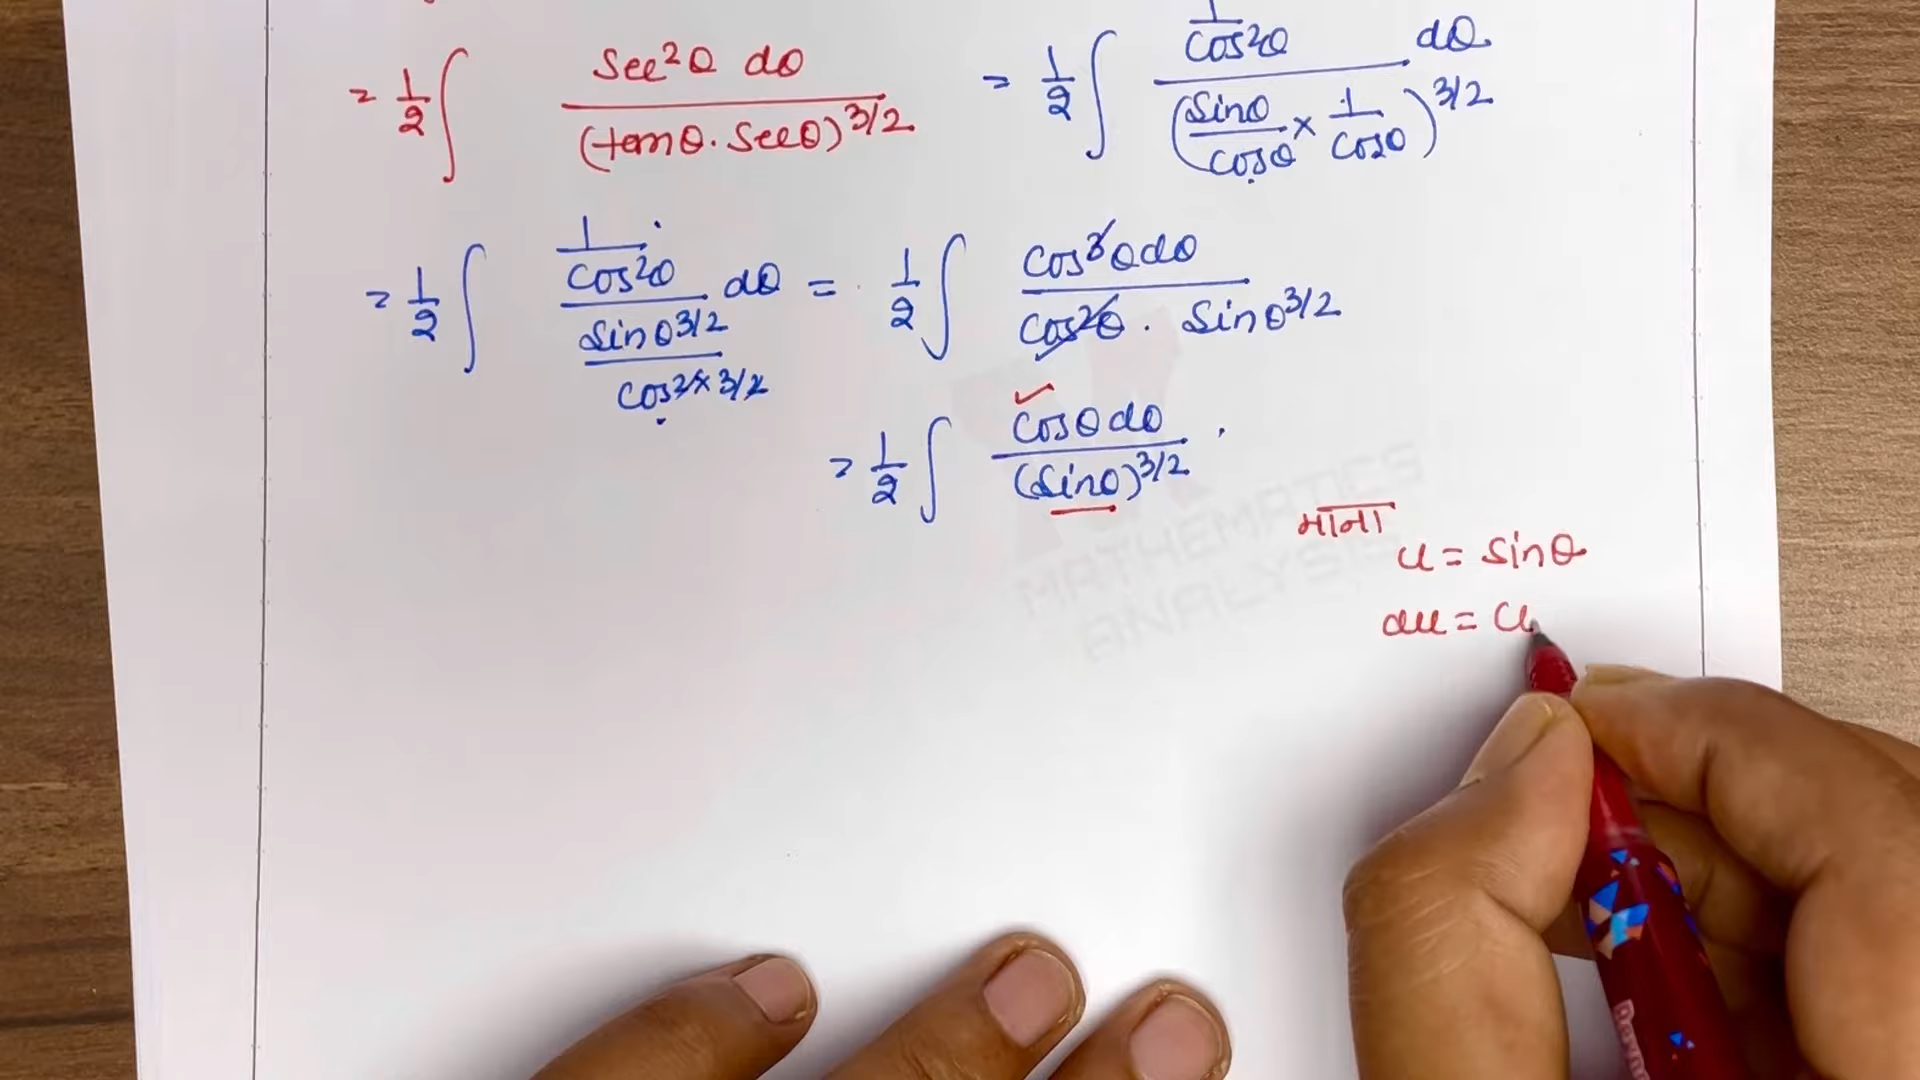 = 1/2 ∫ sec²θ dθ / (tanθ · secθ)^3/2 = 1/2 ∫ 1/cos²θ dθ / (sinθ/cosθ × 1/cosθ)^3/2
= 1/2 ∫ 1/cos²θ / sinθ^3/2 / cos^2×3/2 dθ = 1/2 ∫ cos³θ dθ / cos²θ · sinθ^3/2
= 1/2 ∫ cosθ dθ / (sinθ)^3/2
माना
u = sinθ
du = c
MATHEMATICS
ANALYSIS